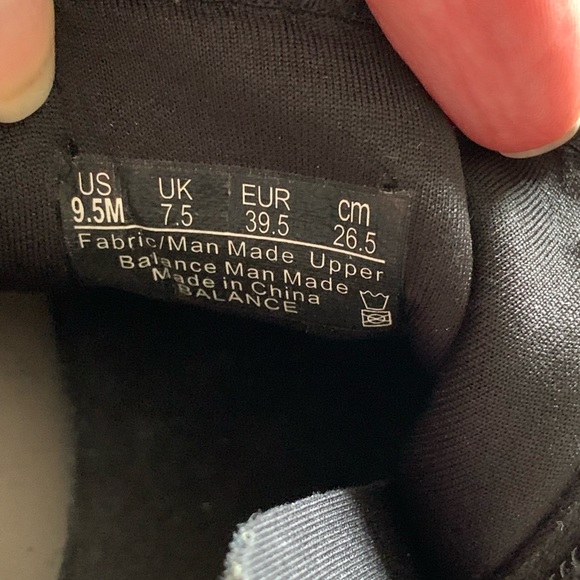 US UK EUR cm
9.5M 7.5 39.5 26.5
Fabric/Man Made Upper
Balance Man Made
Made in China
BALANCE